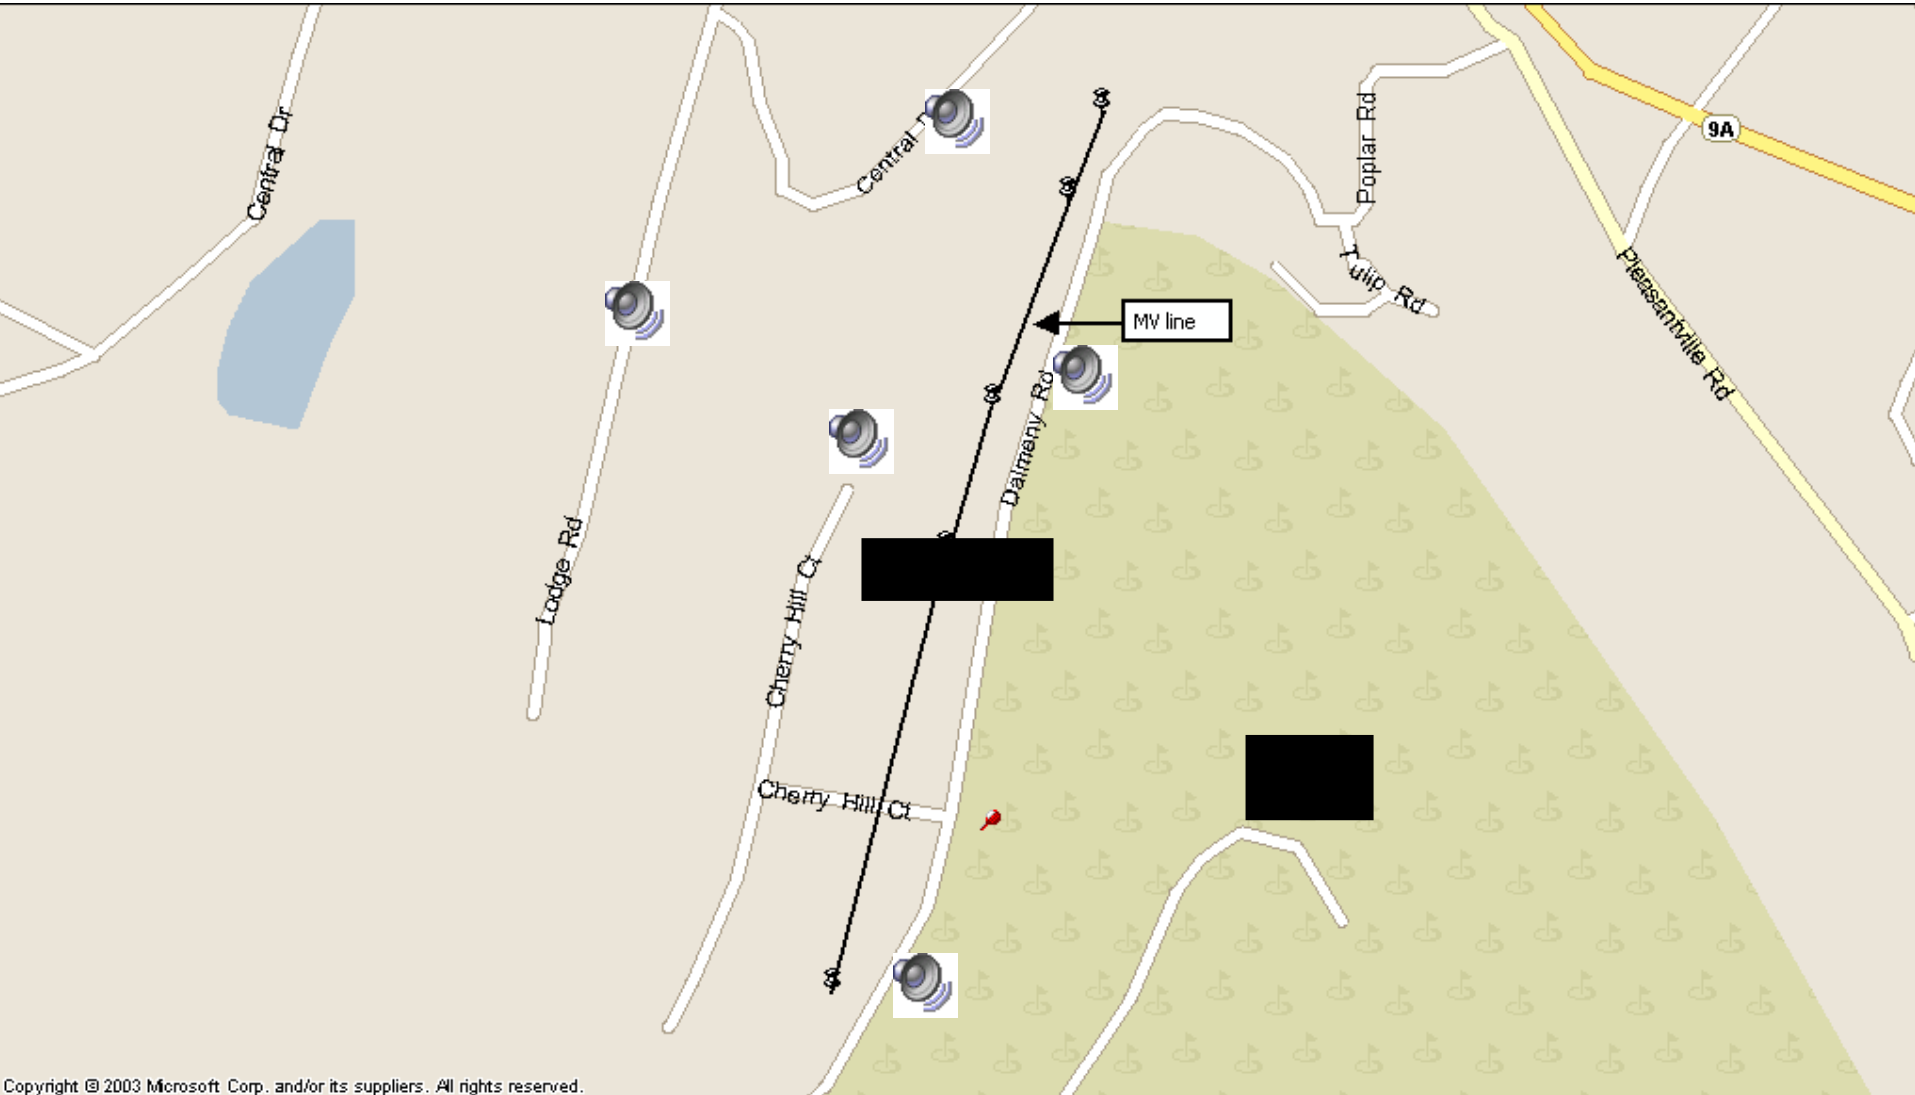 Central Dr
Central
Poplar Rd
9A
Tulip Rd
Pleasantville Rd
MV line
Dalmeny Rd
Lodge Rd
Cherry Hill Ct
Cherry Hill Ct
Copyright © 2003 Microsoft Corp. and/or its suppliers. All rights reserved.